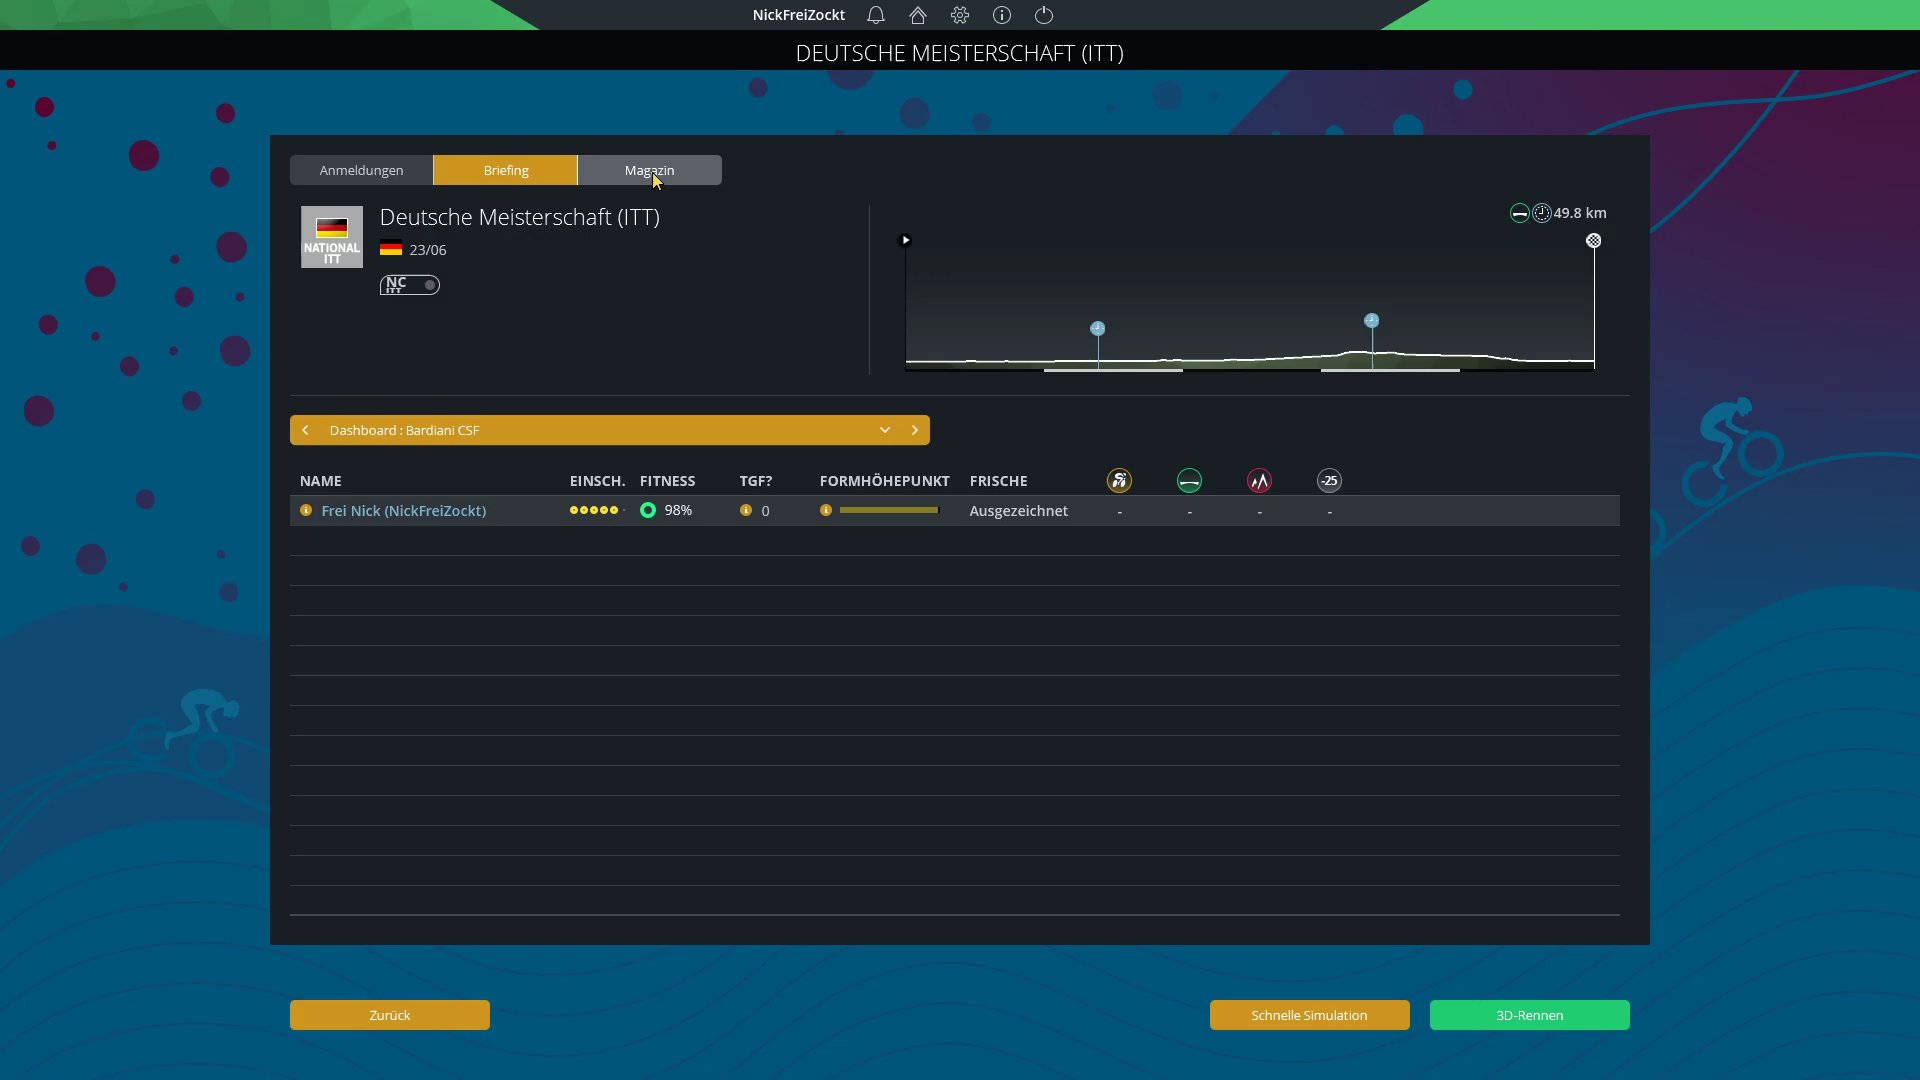 NickFreiZockt
DEUTSCHE MEISTERSCHAFT (ITT)
Anmeldungen
Briefing
Magazin
NATIONAL
ITT
Deutsche Meisterschaft (ITT)
23/06
NC
ITT
49.8 km
Dashboard : Bardiani CSF
NAME EINSCH. FITNESS TGF? FORMHÖHEPUNKT FRISCHE -25
Frei Nick (NickFreiZockt) 98% 0 Ausgezeichnet - - - -
Zurück
Schnelle Simulation
3D-Rennen